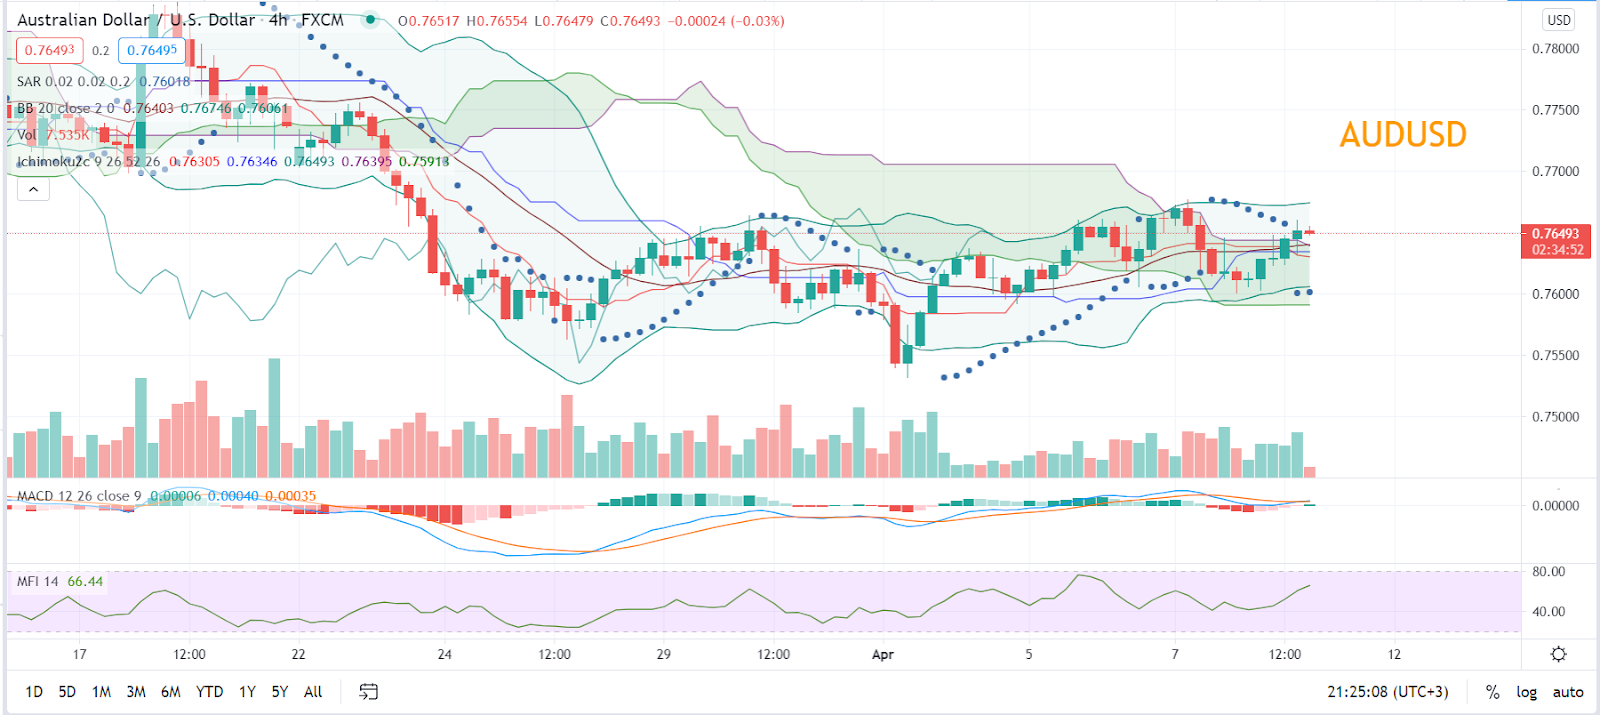 Australian Dollar / U.S. Dollar · 4h · FXCM O0.76517 H0.76554 L0.76479 C0.76493 −0.00024 (−0.03%)
USD
0.76493 0.2 0.76495
0.78000
SAR 0.02 0.02 0.2 0.76018
BB 20 close 2 0 0.76403 0.76746 0.76061
0.77500
Vol 7.535K
AUDUSD
Ichimoku2c 9 26 52 26 0.76305 0.76346 0.76493 0.76395 0.75913
0.77000
0.76493
02:34:52
0.76000
0.75500
0.75000
MACD 12 26 close 9 0.00006 0.00040 0.00035
0.00000
MFI 14 66.44
80.00
40.00
17 12:00 22 24 12:00 29 12:00 Apr 5 7 12:00 12
1D 5D 1M 3M 6M YTD 1Y 5Y All 21:25:08 (UTC+3) % log auto